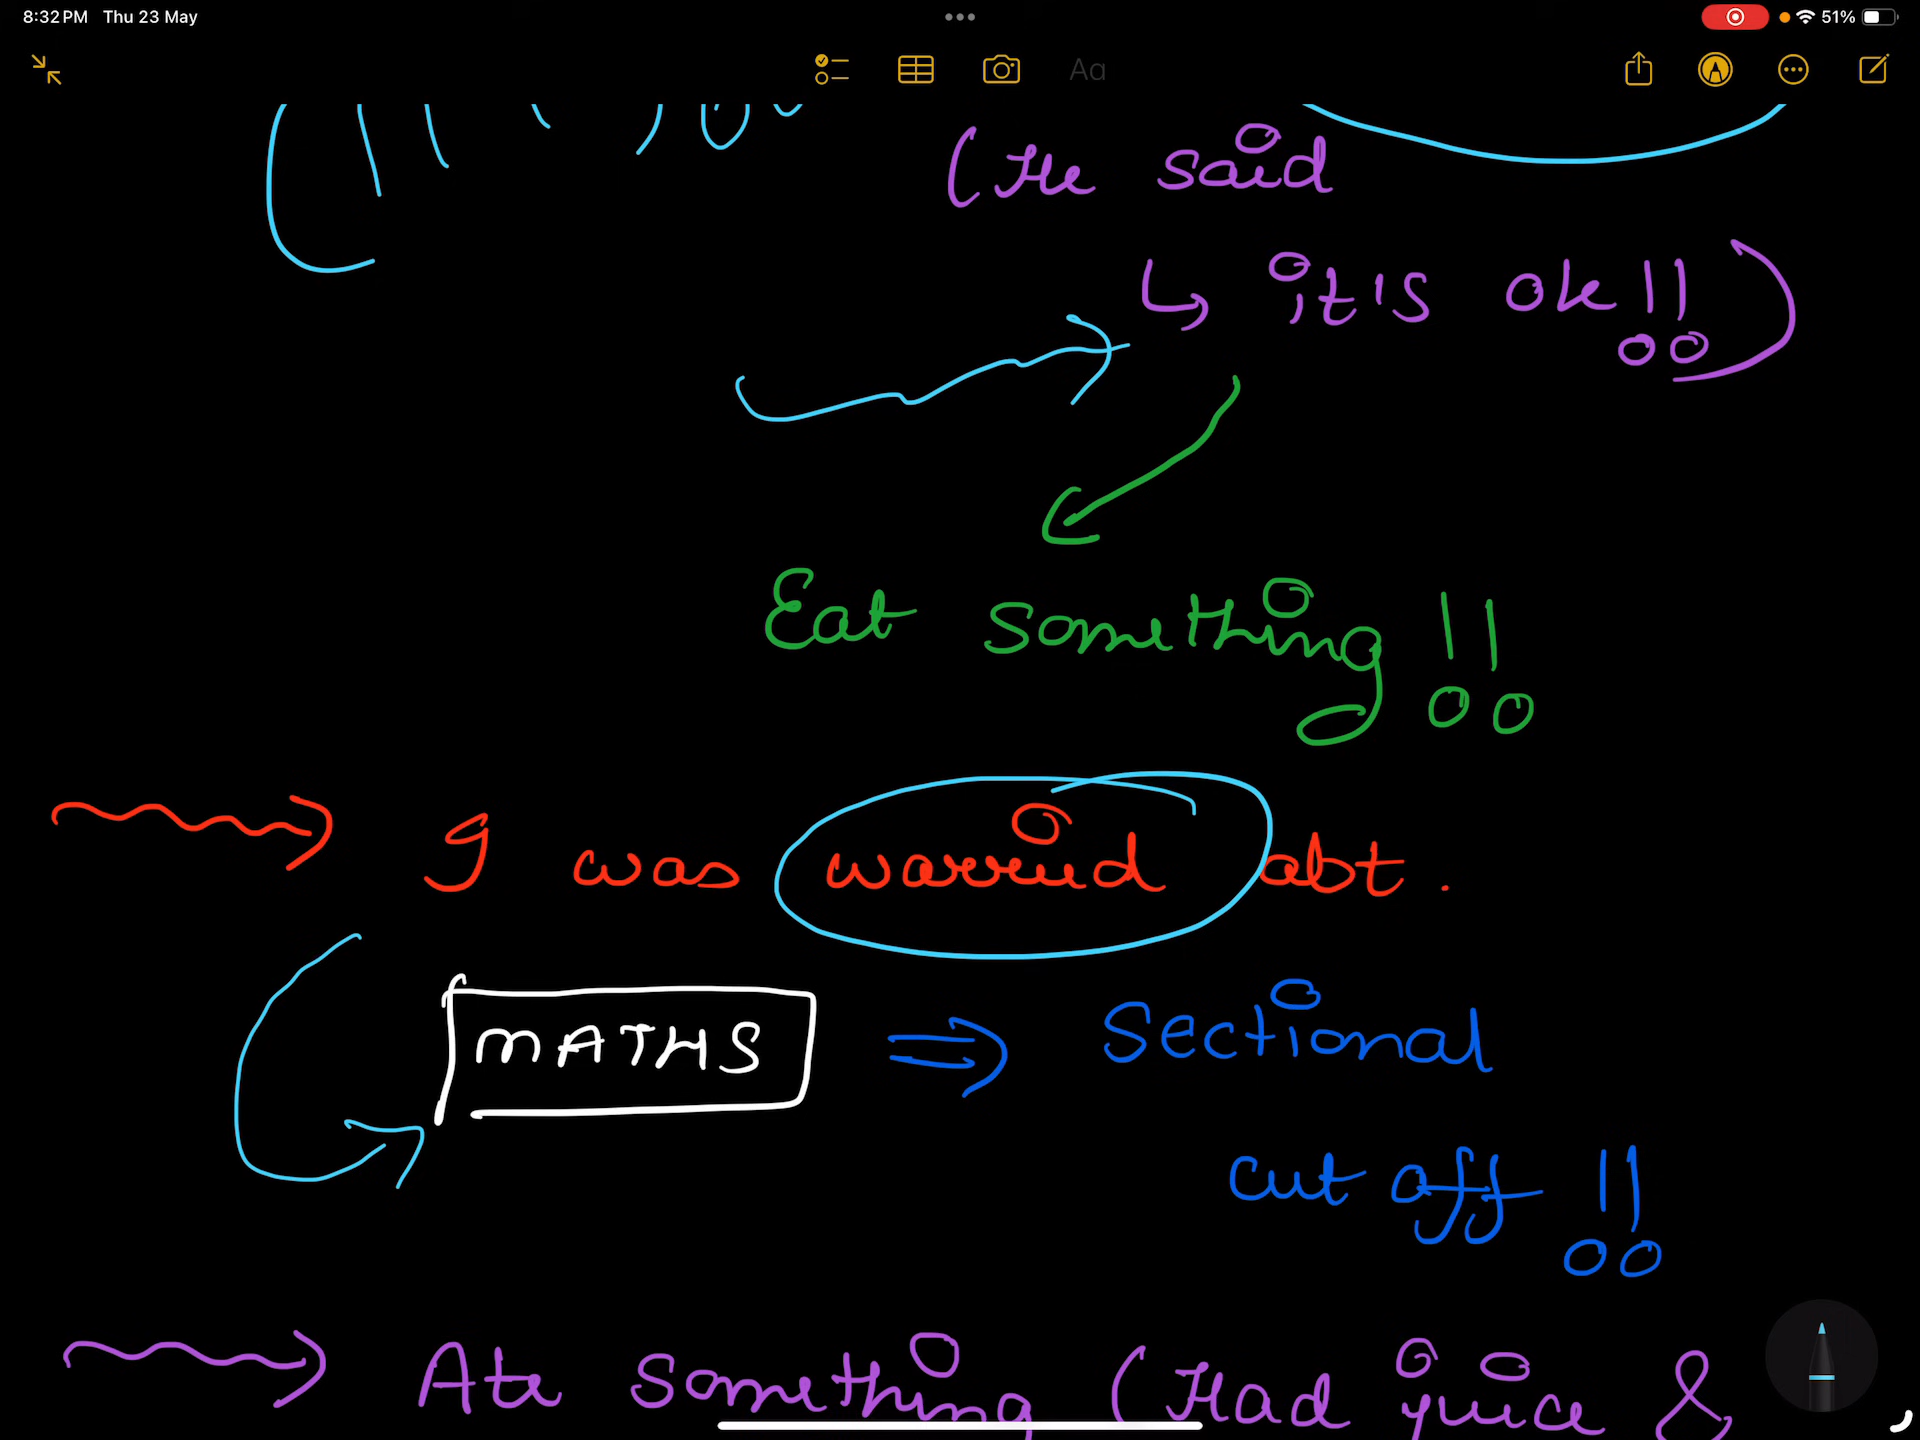 8:32 PM Thu 23 May
51%
Aa
(He said
it's ok!!)
Eat something!!
I was warried abt.
MATHS ⇒ Sectional
cut off!!
Ate something (Had juice &